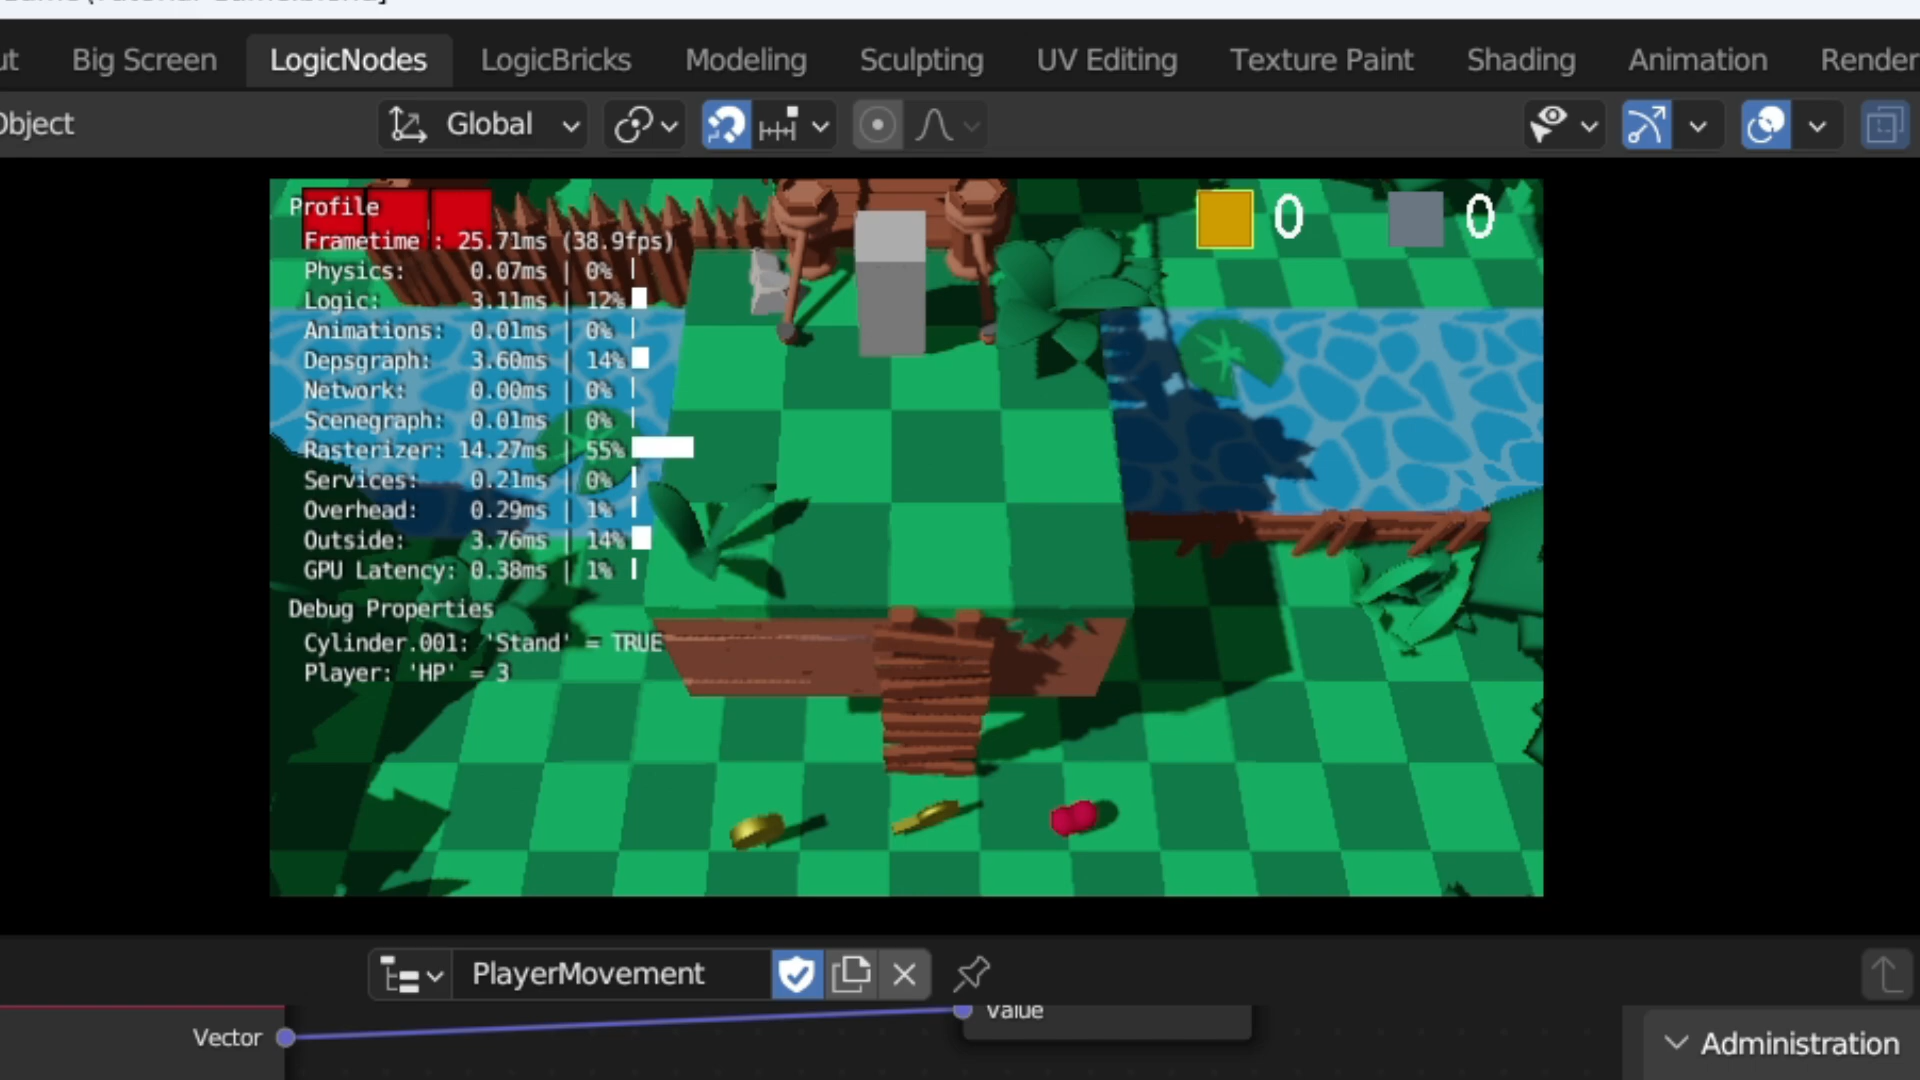 Big Screen LogicNodes LogicBricks Modeling Sculpting UV Editing Texture Paint Shading Animation Render
Object Global
Profile 0 0
Frametime : 25.71ms (38.9fps)
Physics: 0.07ms | 0%
Logic: 3.11ms | 12%
Animations: 0.01ms | 0%
Depsgraph: 3.60ms | 14%
Network: 0.00ms | 0%
Scenegraph: 0.01ms | 0%
Rasterizer: 14.27ms | 55%
Services: 0.21ms | 0%
Overhead: 0.29ms | 1%
Outside: 3.76ms | 14%
GPU Latency: 0.38ms | 1%
Debug Properties
Cylinder.001: 'Stand' = TRUE
Player: 'HP' = 3
PlayerMovement
Value
Vector
Administration